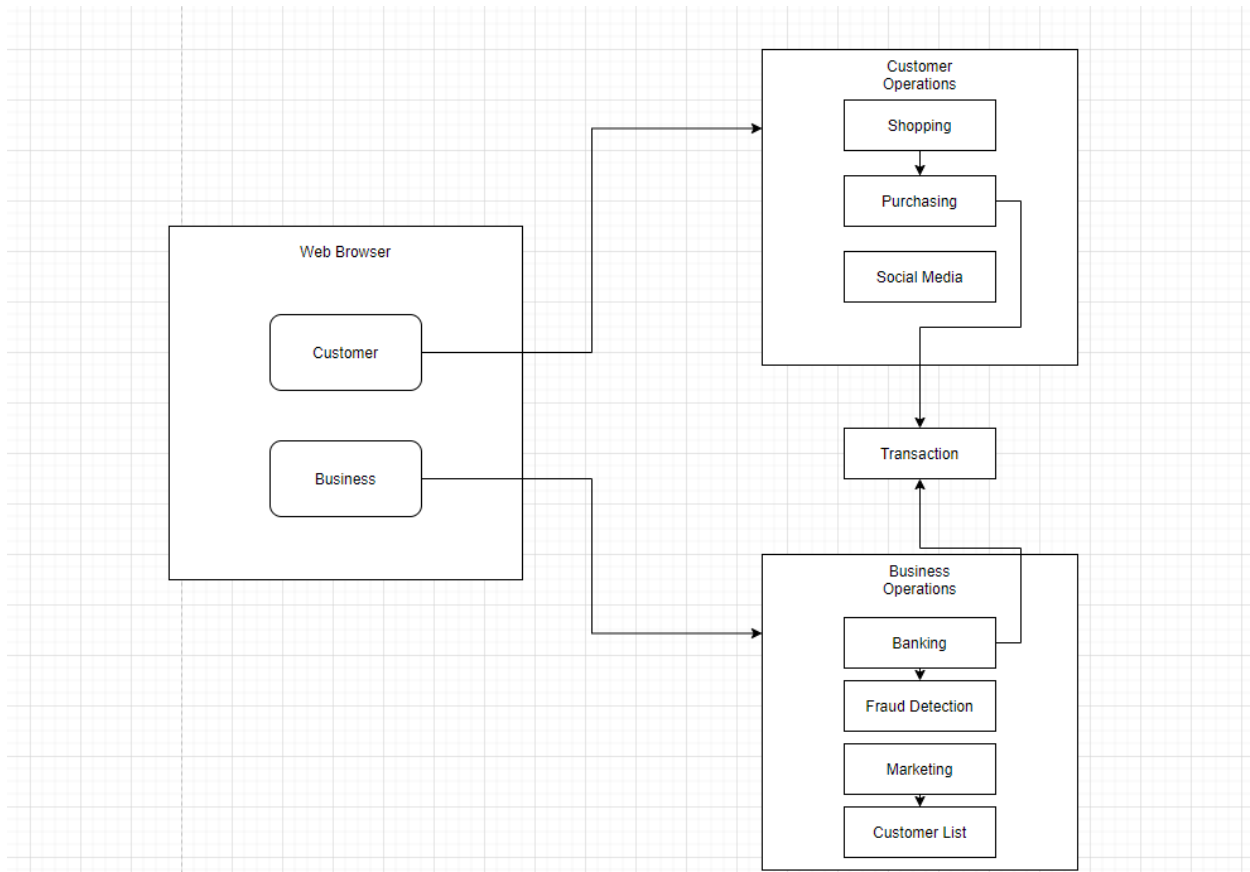 Web Browser
Customer
Business
Customer
Operations
Shopping
Purchasing
Social Media
Transaction
Business
Operations
Banking
Fraud Detection
Marketing
Customer List